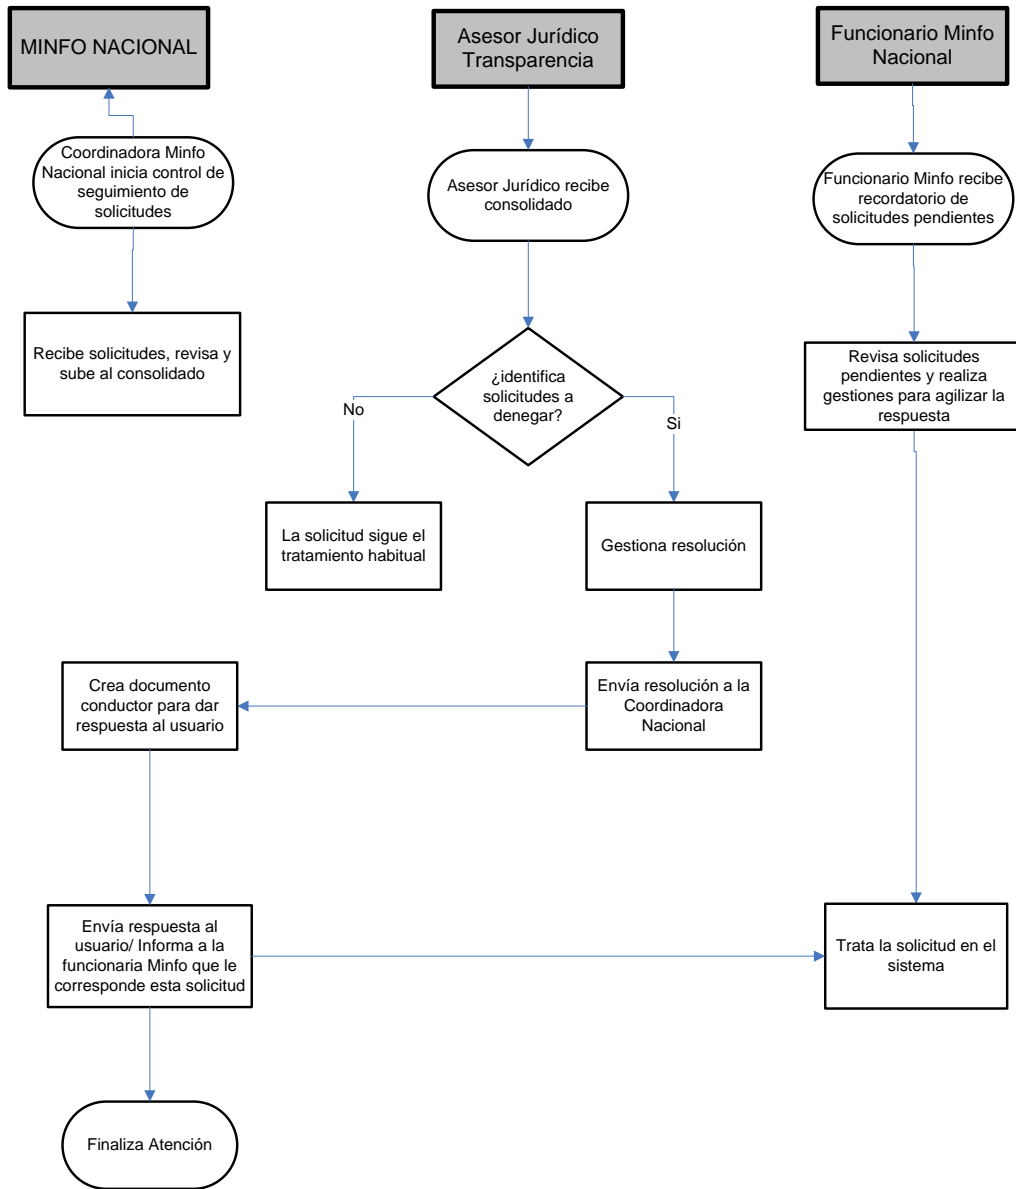 MINFO NACIONAL
Asesor Jurídico
Transparencia
Funcionario Minfo
Nacional
Coordinadora Minfo
Nacional inicia control de
seguimiento de
solicitudes
Asesor Jurídico recibe
consolidado
Funcionario Minfo recibe
recordatorio de
solicitudes pendientes
Recibe solicitudes, revisa y
sube al consolidado
¿identifica
solicitudes a
denegar?
No
Si
Revisa solicitudes
pendientes y realiza
gestiones para agilizar la
respuesta
La solicitud sigue el
tratamiento habitual
Gestiona resolución
Crea documento
conductor para dar
respuesta al usuario
Envía resolución a la
Coordinadora
Nacional
Envía respuesta al
usuario/ Informa a la
funcionaria Minfo que le
corresponde esta solicitud
Trata la solicitud en el
sistema
Finaliza Atención